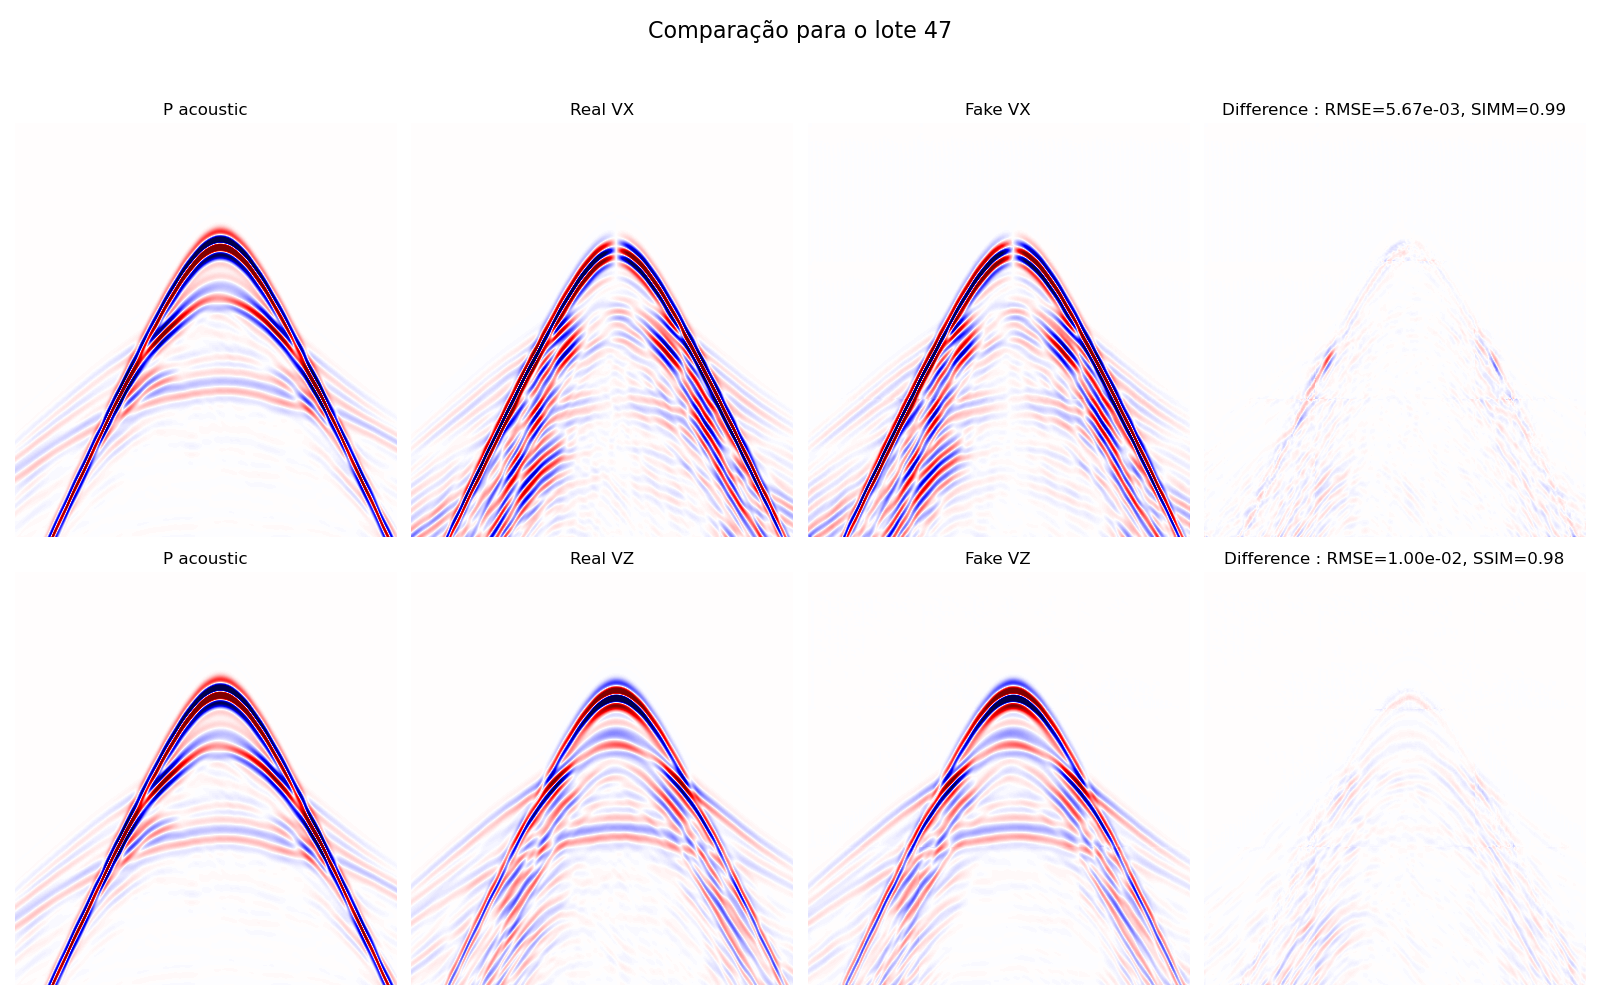 Comparação para o lote 47
P acoustic
Real VX
Fake VX
Difference : RMSE=5.67e-03, SIMM=0.99
P acoustic
Real VZ
Fake VZ
Difference : RMSE=1.00e-02, SSIM=0.98